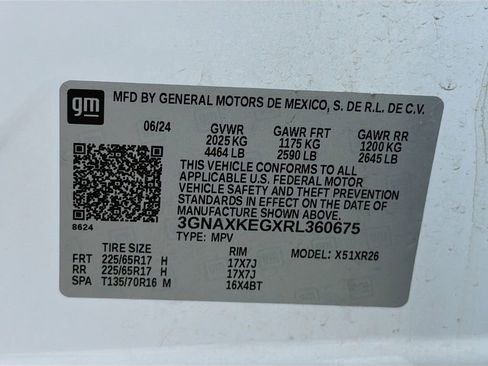 gm
MFD BY GENERAL MOTORS DE MEXICO, S. DE R.L. DE C.V.
06/24 GVWR GAWR FRT GAWR RR
2025 KG 1175 KG 1200 KG
4464 LB 2590 LB 2645 LB
THIS VEHICLE CONFORMS TO ALL
APPLICABLE U.S. FEDERAL MOTOR
VEHICLE SAFETY AND THEFT PREVENTION
STANDARDS IN EFFECT ON THE DATE OF
MANUFACTURE SHOWN ABOVE.
3GNAXKEGXRL360675
8624 TYPE: MPV
TIRE SIZE RIM MODEL: X51XR26
FRT 225/65R17 H 17X7J
RR 225/65R17 H 17X7J
SPA T135/70R16 M 16X4BT